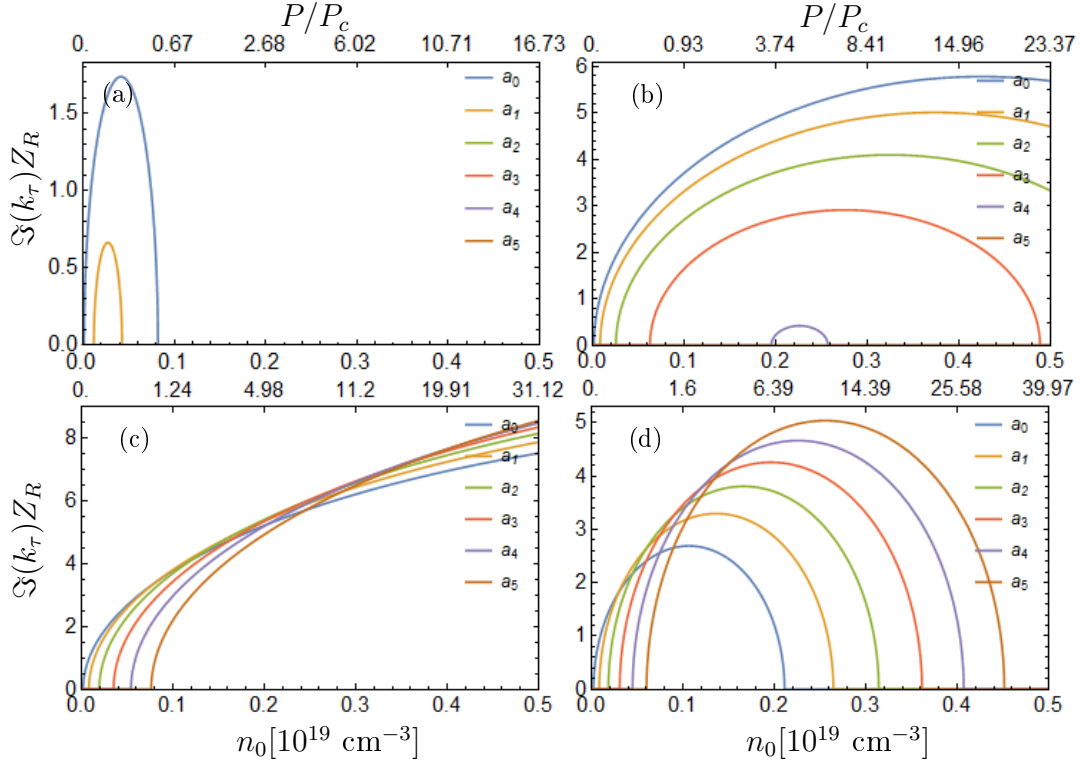 P/P_c P/P_c
0. 0.67 2.68 6.02 10.71 16.73
0. 0.93 3.74 8.41 14.96 23.37
(a)
1.5
1.0
0.5
0.0
ℑ(k_τ)Z_R
a_0
a_1
a_2
a_3
a_4
a_5
0. 0.1 0.2 0.3 0.4 0.5
(b)
6
5
4
3
2
1
0
a_0
a_1
a_2
a_3
a_4
a_5
0. 0.1 0.2 0.3 0.4 0.5
0. 1.24 4.98 11.2 19.91 31.12
0. 1.6 6.39 14.39 25.58 39.97
(c)
8
6
4
2
0
ℑ(k_τ)Z_R
a_0
a_1
a_2
a_3
a_4
a_5
0. 0.1 0.2 0.3 0.4 0.5
n_0[10^19 cm^−3]
(d)
5
4
3
2
1
0
a_0
a_1
a_2
a_3
a_4
a_5
0. 0.1 0.2 0.3 0.4 0.5
n_0[10^19 cm^−3]